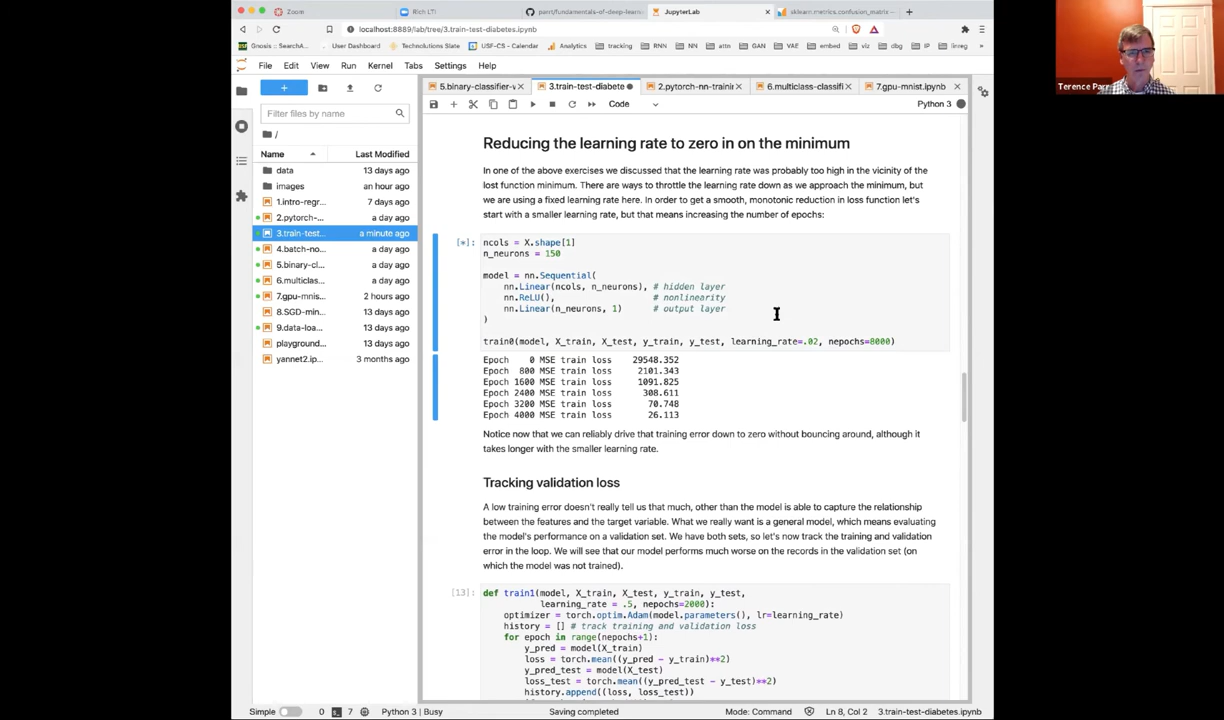 Zoom
Rich LTI
parrt/fundamentals-of-deep-learn
JupyterLab
sklearn.metrics.confusion_matrix
localhost:8889/lab/tree/3.train-test-diabetes.ipynb
Gnosis :: SearchA...
User Dashboard
Technolutions Slate
USF-CS - Calendar
Analytics
tracking
RNN
NN
attn
GAN
VAE
embed
viz
dbg
IP
linreg
Terence Parr
File Edit View Run Kernel Tabs Settings Help
5.binary-classifier-v
3.train-test-diabete
2.pytorch-nn-traini
6.multiclass-classifi
7.gpu-mnist.ipynb
Code
Python 3
Filter files by name
/
Name
Last Modified
data 13 days ago
images an hour ago
1.intro-regr... 13 days ago
2.pytorch-... a day ago
3.train-test... a minute ago
4.batch-no... a day ago
5.binary-cl... a day ago
6.multiclas... a day ago
7.gpu-mnis... 2 hours ago
8.SGD-min... 13 days ago
9.data-loa... 13 days ago
playground... 13 days ago
yannet2.ip... 3 months ago
Reducing the learning rate to zero in on the minimum
In one of the above exercises we discussed that the learning rate was probably too high in the vicinity of the
lost function minimum. There are ways to throttle the learning rate down as we approach the minimum, but
we are using a fixed learning rate here. In order to get a smooth, monotonic reduction in loss function let's
start with a smaller learning rate, but that means increasing the number of epochs:
[*]:
ncols = X.shape[1]
n_neurons = 150
model = nn.Sequential(
nn.Linear(ncols, n_neurons), # hidden layer
nn.ReLU(), # nonlinearity
nn.Linear(n_neurons, 1) # output layer
)
train0(model, X_train, X_test, y_train, y_test, learning_rate=.02, nepochs=8000)
Epoch 0 MSE train loss 29548.352
Epoch 800 MSE train loss 2101.343
Epoch 1600 MSE train loss 1091.825
Epoch 2400 MSE train loss 308.611
Epoch 3200 MSE train loss 70.748
Epoch 4000 MSE train loss 26.113
Notice now that we can reliably drive that training error down to zero without bouncing around, although it
takes longer with the smaller learning rate.
Tracking validation loss
A low training error doesn't really tell us that much, other than the model is able to capture the relationship
between the features and the target variable. What we really want is a general model, which means evaluating
the model's performance on a validation set. We have both sets, so let's now track the training and validation
error in the loop. We will see that our model performs much worse on the records in the validation set (on
which the model was not trained).
[13]:
def train1(model, X_train, X_test, y_train, y_test,
learning_rate = .5, nepochs=2000):
optimizer = torch.optim.Adam(model.parameters(), lr=learning_rate)
history = [] # track training and validation loss
for epoch in range(nepochs+1):
y_pred = model(X_train)
loss = torch.mean((y_pred - y_train)**2)
y_pred_test = model(X_test)
loss_test = torch.mean((y_pred_test - y_test)**2)
history.append((loss, loss_test))
Simple
0
7
Python 3 | Busy
Saving completed
Mode: Command
Ln 8, Col 2
3.train-test-diabetes.ipynb